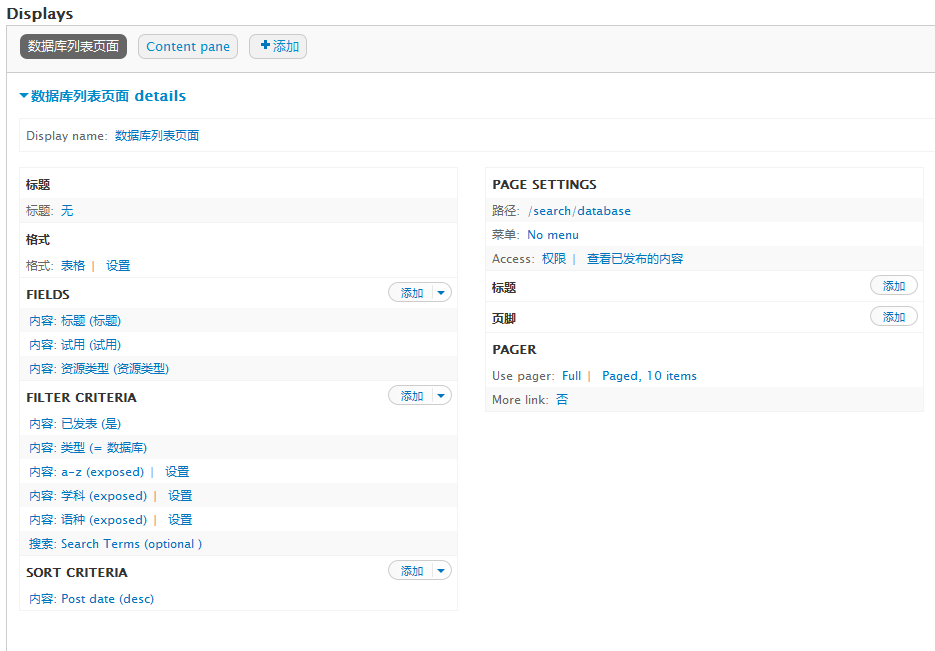 Displays
数据库列表页面 Content pane +添加
数据库列表页面 details
Display name: 数据库列表页面
标题
标题: 无
格式
格式: 表格 | 设置
FIELDS 添加
内容: 标题 (标题)
内容: 试用 (试用)
内容: 资源类型 (资源类型)
FILTER CRITERIA 添加
内容: 已发表 (是)
内容: 类型 (= 数据库)
内容: a-z (exposed) | 设置
内容: 学科 (exposed) | 设置
内容: 语种 (exposed) | 设置
搜索: Search Terms (optional )
SORT CRITERIA 添加
内容: Post date (desc)
PAGE SETTINGS
路径: /search/database
菜单: No menu
Access: 权限 | 查看已发布的内容
标题 添加
页脚 添加
PAGER
Use pager: Full | Paged, 10 items
More link: 否